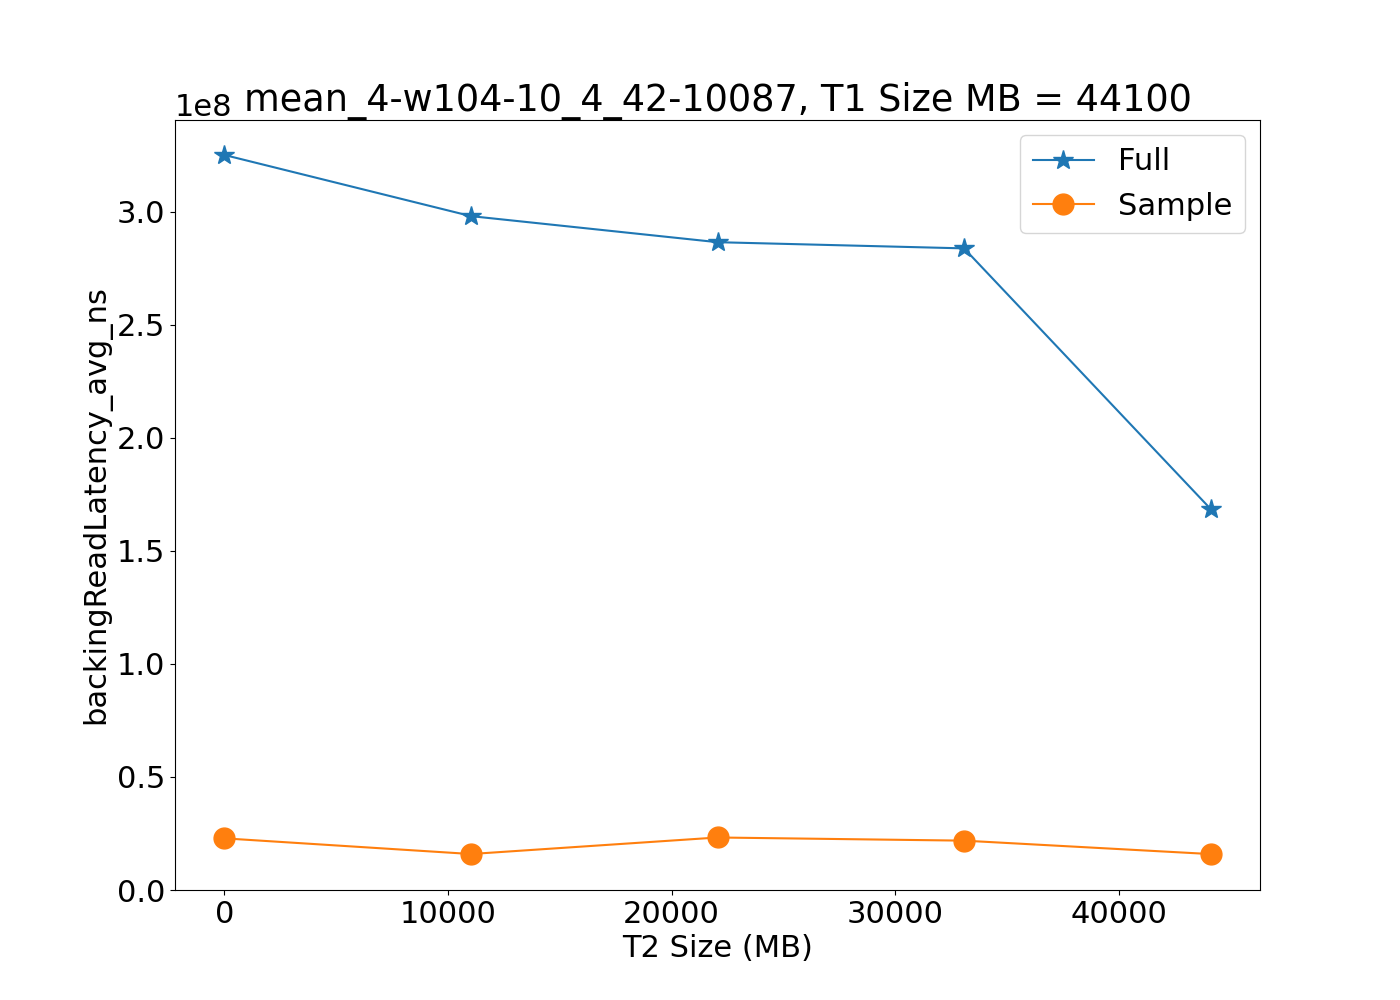 1e8
mean_4-w104-10_4_42-10087, T1 Size MB = 44100
Full
Sample
backingReadLatency_avg_ns
3.0
2.5
2.0
1.5
1.0
0.5
0.0
0 10000 20000 30000 40000
T2 Size (MB)